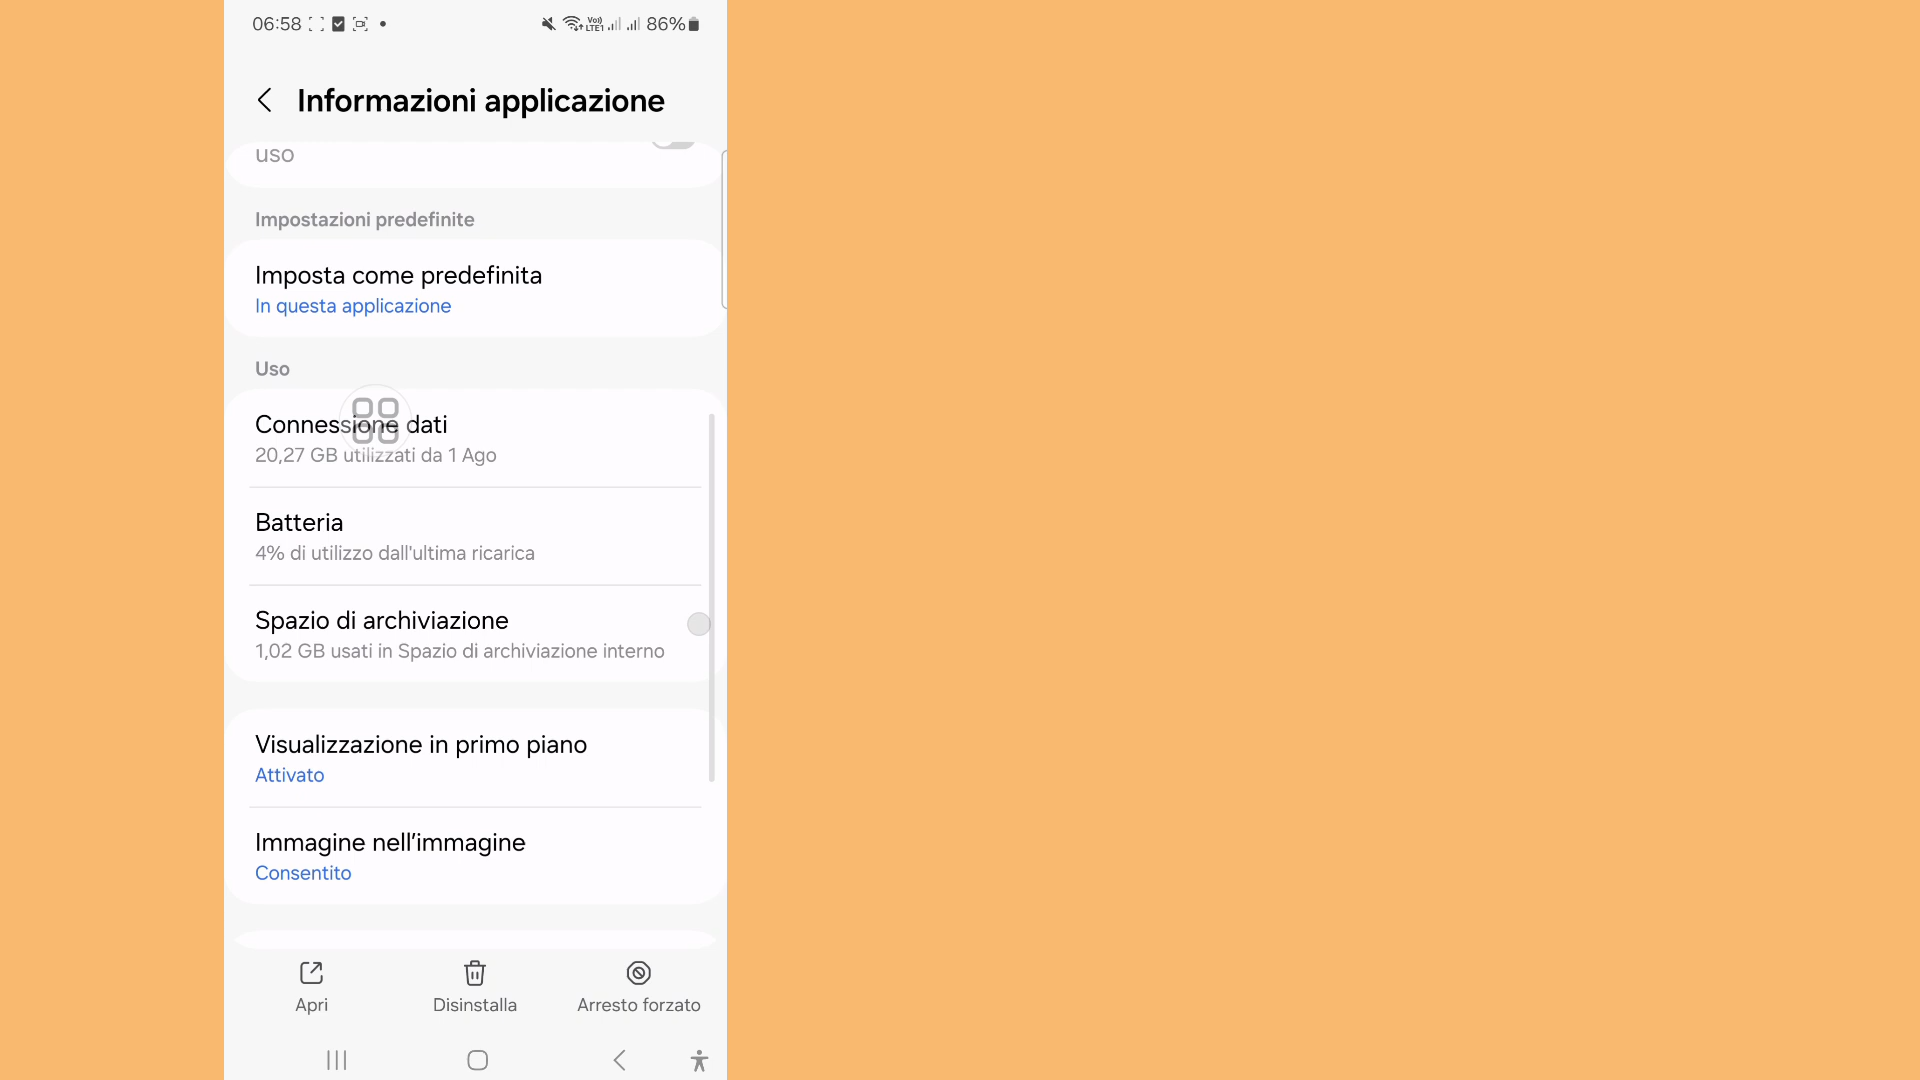 06:58
Vo))
LTE1
86%
Informazioni applicazione
uso
Impostazioni predefinite
Imposta come predefinita
In questa applicazione
Uso
Connessione dati
20,27 GB utilizzati da 1 Ago
Batteria
4% di utilizzo dall'ultima ricarica
Spazio di archiviazione
1,02 GB usati in Spazio di archiviazione interno
Visualizzazione in primo piano
Attivato
Immagine nell’immagine
Consentito
Apri
Disinstalla
Arresto forzato